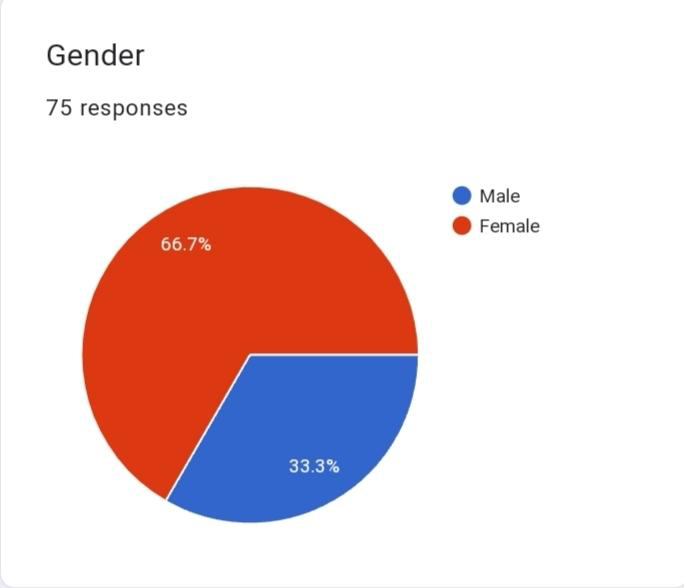 Gender
75 responses
Male
Female
66.7%
33.3%